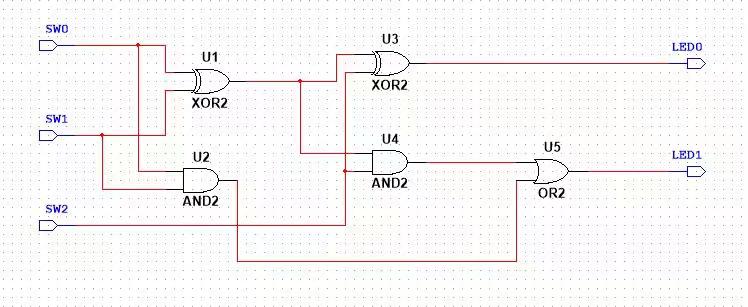 SW0
U1
XOR2
U3
XOR2
LED0
SW1
U2
AND2
U4
AND2
U5
OR2
LED1
SW2